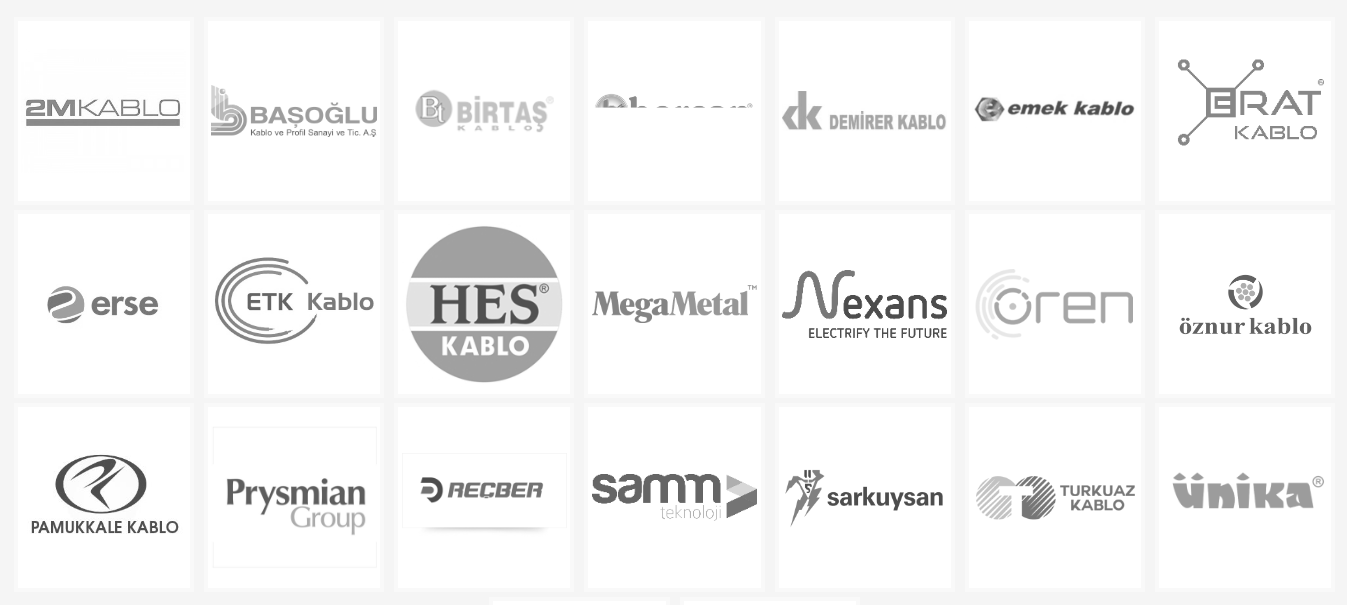 2MKABLO
BAŞOĞLU
Kablo ve Profil Sanayi ve Tic. A.Ş
Bt BİRTAŞ®
KABLO
k DEMİRER KABLO
emek kablo
ERAT©
KABLO
erse
ETK Kablo
HES®
KABLO
MegaMetal™
Nexans
ELECTRIFY THE FUTURE
oren
öznur kablo
PAMUKKALE KABLO
Prysmian
Group
REÇBER
samm
teknoloji
sarkuysan
TURKUAZ
KABLO
ünika®